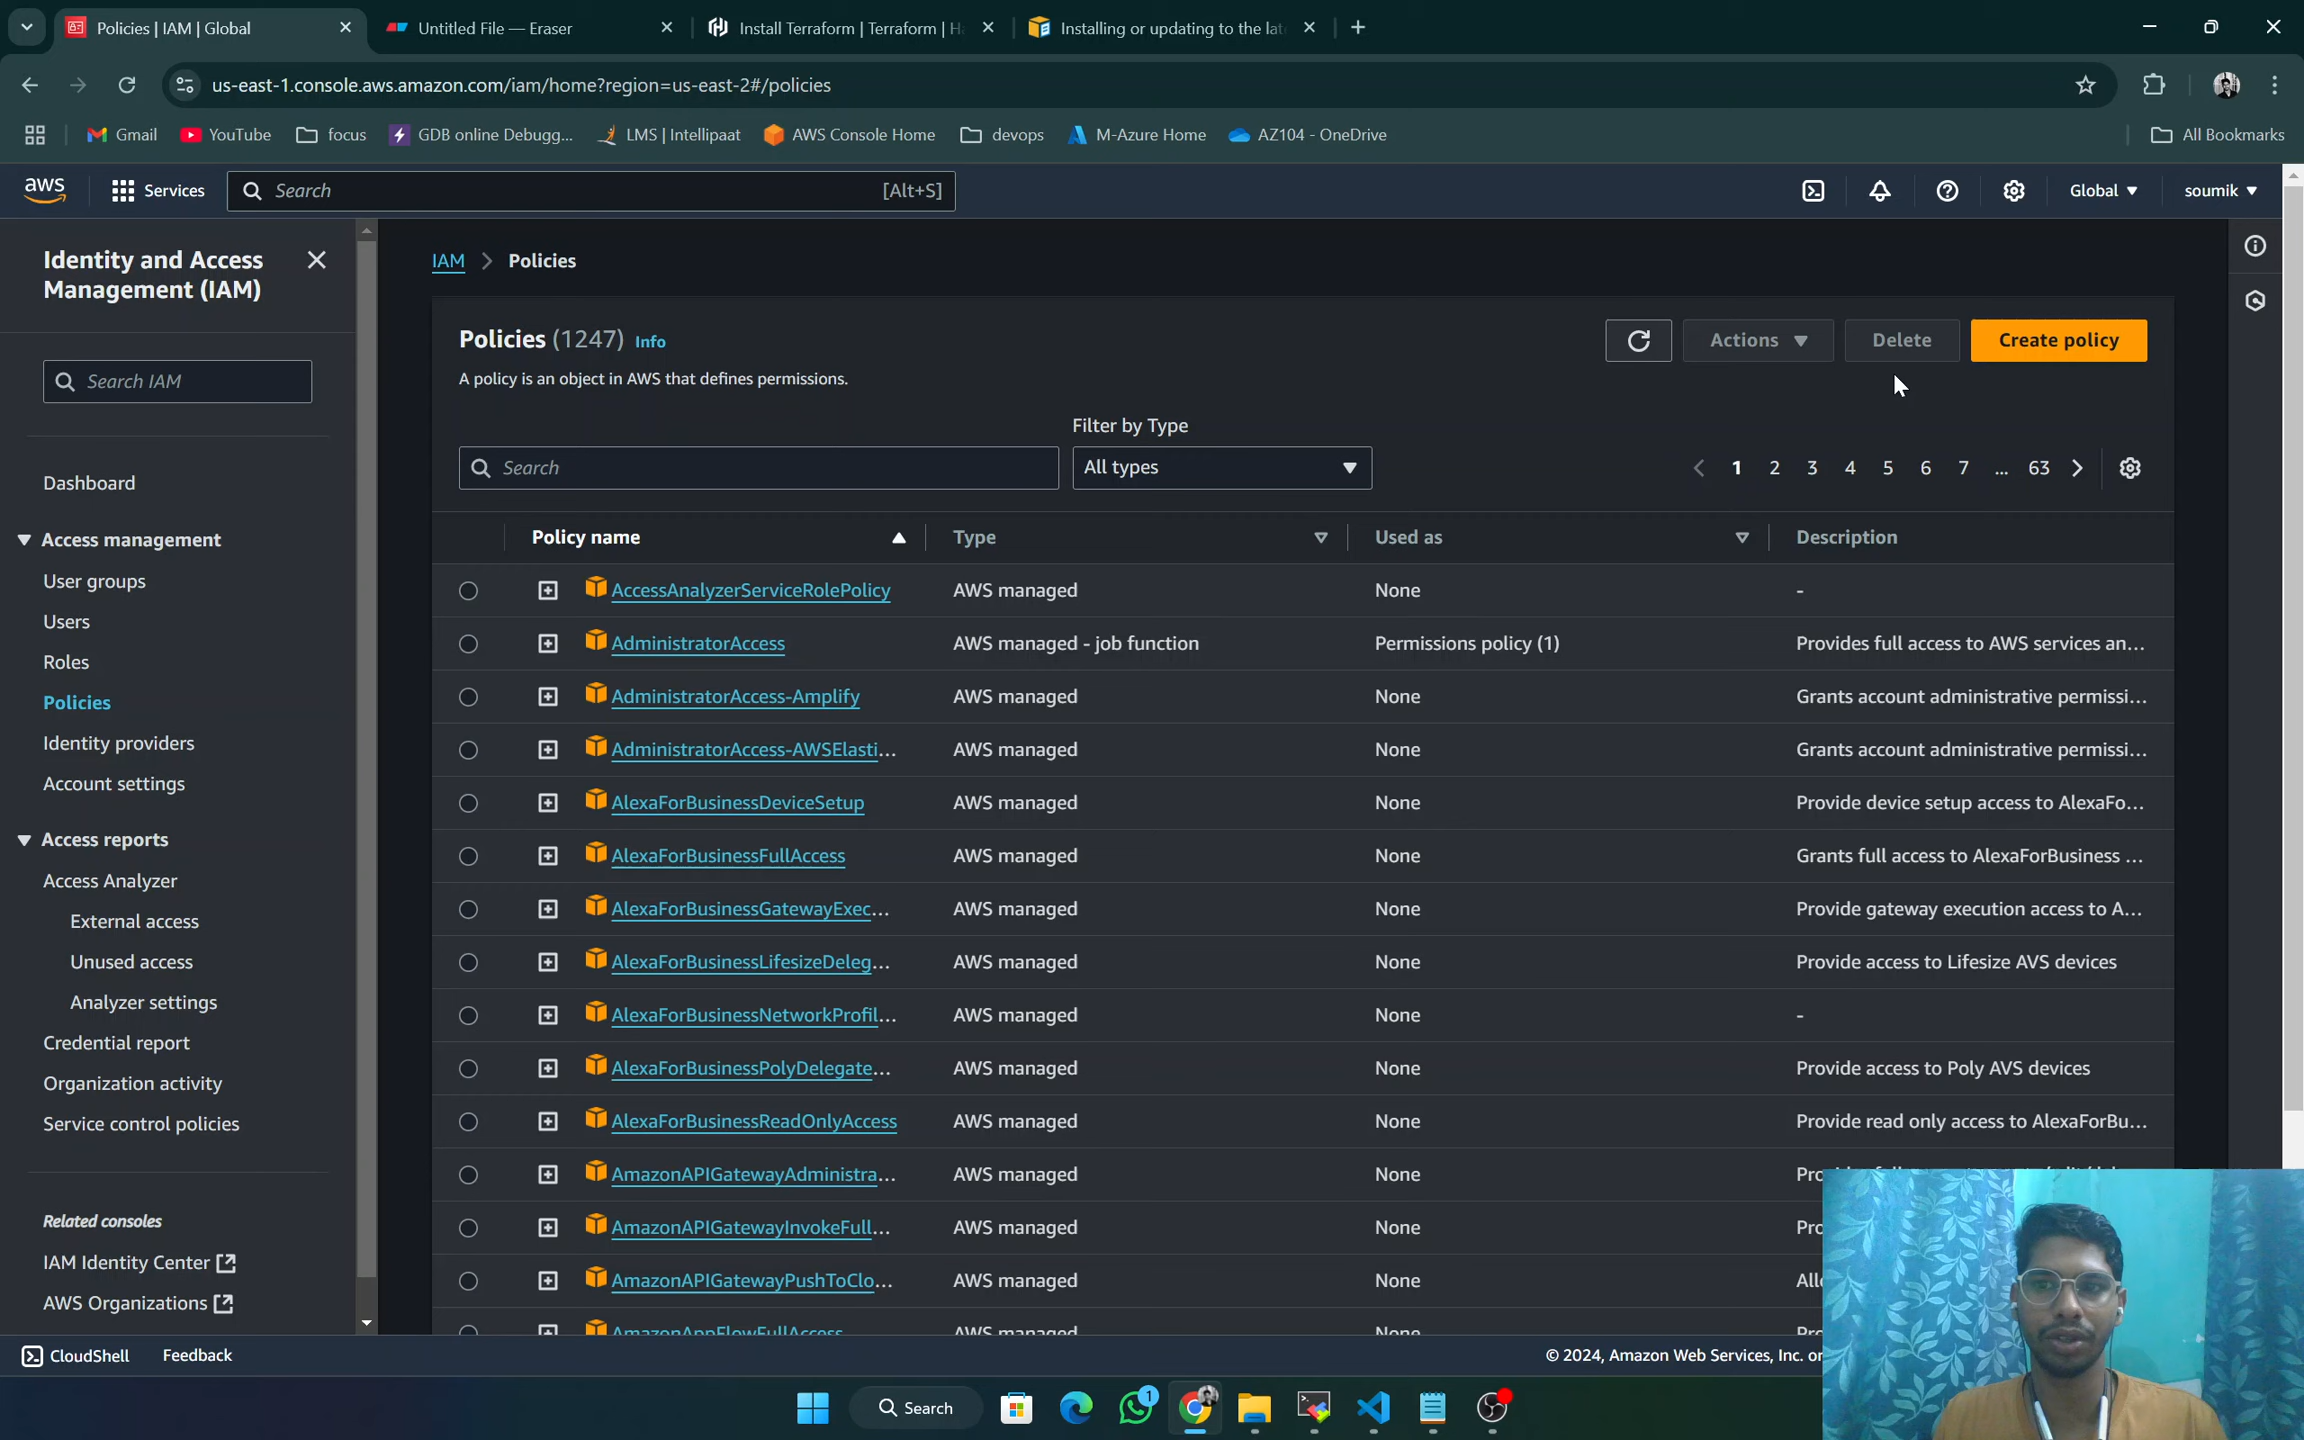 Policies | IAM | Global
Untitled File — Eraser
Install Terraform | Terraform | Ha
Installing or updating to the late
us-east-1.console.aws.amazon.com/iam/home?region=us-east-2#/policies
Gmail
YouTube
focus
GDB online Debugg...
LMS | Intellipaat
AWS Console Home
devops
M-Azure Home
AZ104 - OneDrive
All Bookmarks
aws
Services
Search
[Alt+S]
Global
soumik
Identity and Access
Management (IAM)
Search IAM
Dashboard
Access management
User groups
Users
Roles
Policies
Identity providers
Account settings
Access reports
Access Analyzer
External access
Unused access
Analyzer settings
Credential report
Organization activity
Service control policies
Related consoles
IAM Identity Center
AWS Organizations
IAM > Policies
Policies (1247) Info
A policy is an object in AWS that defines permissions.
Actions
Delete
Create policy
Filter by Type
Search
All types
1 2 3 4 5 6 7 ... 63
Policy name Type Used as Description
AccessAnalyzerServiceRolePolicy AWS managed None -
AdministratorAccess AWS managed - job function Permissions policy (1) Provides full access to AWS services an...
AdministratorAccess-Amplify AWS managed None Grants account administrative permissi...
AdministratorAccess-AWSElasti... AWS managed None Grants account administrative permissi...
AlexaForBusinessDeviceSetup AWS managed None Provide device setup access to AlexaFo...
AlexaForBusinessFullAccess AWS managed None Grants full access to AlexaForBusiness ...
AlexaForBusinessGatewayExec... AWS managed None Provide gateway execution access to A...
AlexaForBusinessLifesizeDeleg... AWS managed None Provide access to Lifesize AVS devices
AlexaForBusinessNetworkProfil... AWS managed None -
AlexaForBusinessPolyDelegate... AWS managed None Provide access to Poly AVS devices
AlexaForBusinessReadOnlyAccess AWS managed None Provide read only access to AlexaForBu...
AmazonAPIGatewayAdministra... AWS managed None
AmazonAPIGatewayInvokeFull... AWS managed None
AmazonAPIGatewayPushToClo... AWS managed None
AmazonAppFlowFullAccess AWS managed None
CloudShell
Feedback
© 2024, Amazon Web Services, Inc. or
Search
1